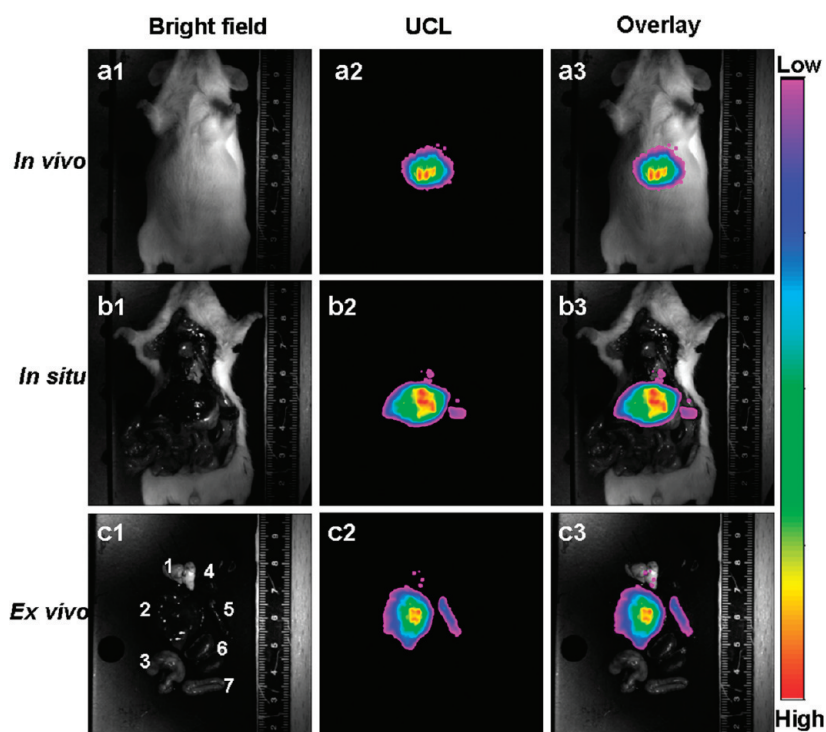 Bright field UCL Overlay
a1 a2 a3 Low
In vivo
b1 b2 b3
In situ
c1 c2 c3
1 4
Ex vivo 2 5
6
3
7
High